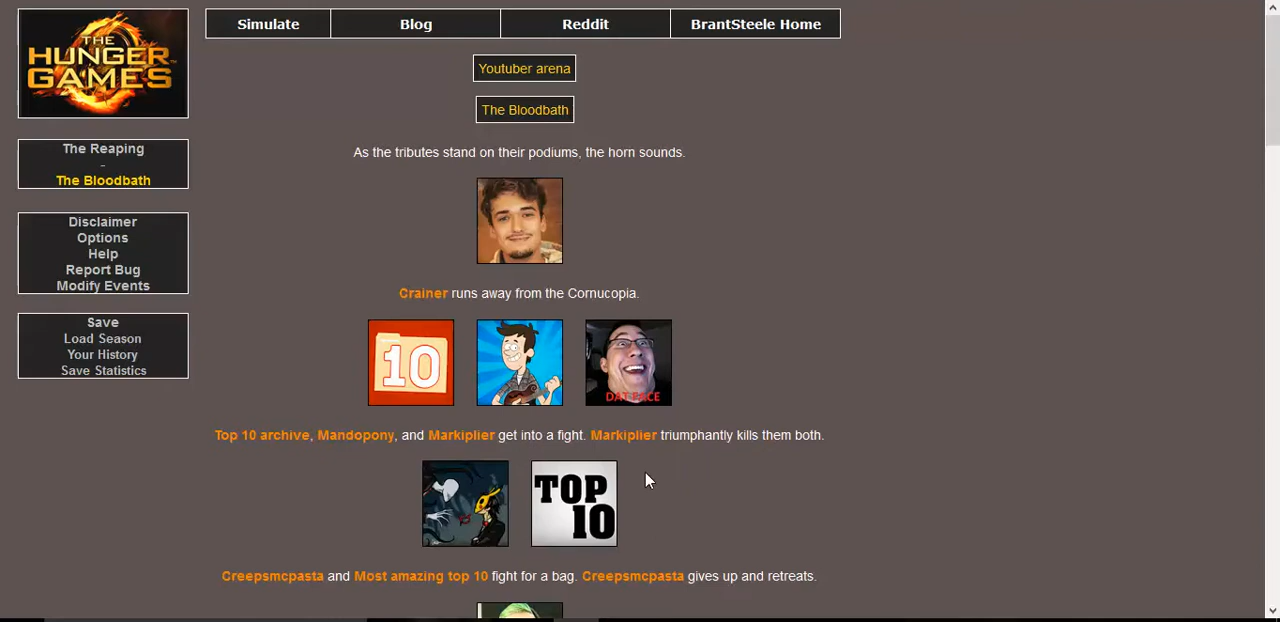 THE
HUNGER
GAMES
Simulate
Blog
Reddit
BrantSteele Home
Youtuber arena
The Bloodbath
The Reaping
-
The Bloodbath
Disclaimer
Options
Help
Report Bug
Modify Events
Save
Load Season
Your History
Save Statistics
As the tributes stand on their podiums, the horn sounds.
Crainer runs away from the Cornucopia.
10
DAT FACE
Top 10 archive, Mandopony, and Markiplier get into a fight. Markiplier triumphantly kills them both.
TOP
10
Creepsmcpasta and Most amazing top 10 fight for a bag. Creepsmcpasta gives up and retreats.